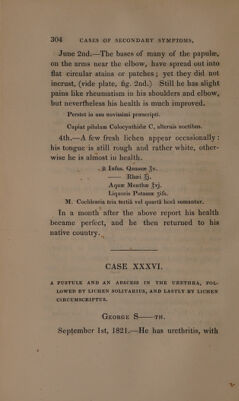 304 CASES OF SECONDARY SYMPTOMS,
June 2nd.—The bases of many of the papulæ,
on the arms near the elbow, have spread out into
flat circular stains or patches; yet they did not
incrust, (vide plate, fig. 2nd.) Still he has slight
pains like rheumatism in his shoulders and elbow,
but nevertheless his health is much improved.
Perstet in usu novissimi præscripti.
Capiat pilulam Colocynthidis C, alternis noctibus.
4th.—A few fresh lichen appear occasionally:
his tongue is still rough and rather white, otherwise
he is almost in health.
℞ Infus. Quassæ ℥v.
—— Rhæi ℥j.
Aquæ Menthæ ℥vj.
Liquoris Potassæ ʒifs.
M. Cochlearia tria tertiâ vel quartâ horâ sumantur.
In a month after the above report his health
became perfect, and he then returned to his
native country.
CASE XXXVI.
A PUSTULE AND AN ABSCESS IN THE URETHRA, FOL-
LOWED BY LICHEN SOLITARIUS, AND LASTLY BY LICHEN
CIRCUMSCRIPTUS.
GEORGE S——TH.
September 1st, 1821.—He has urethritis, with